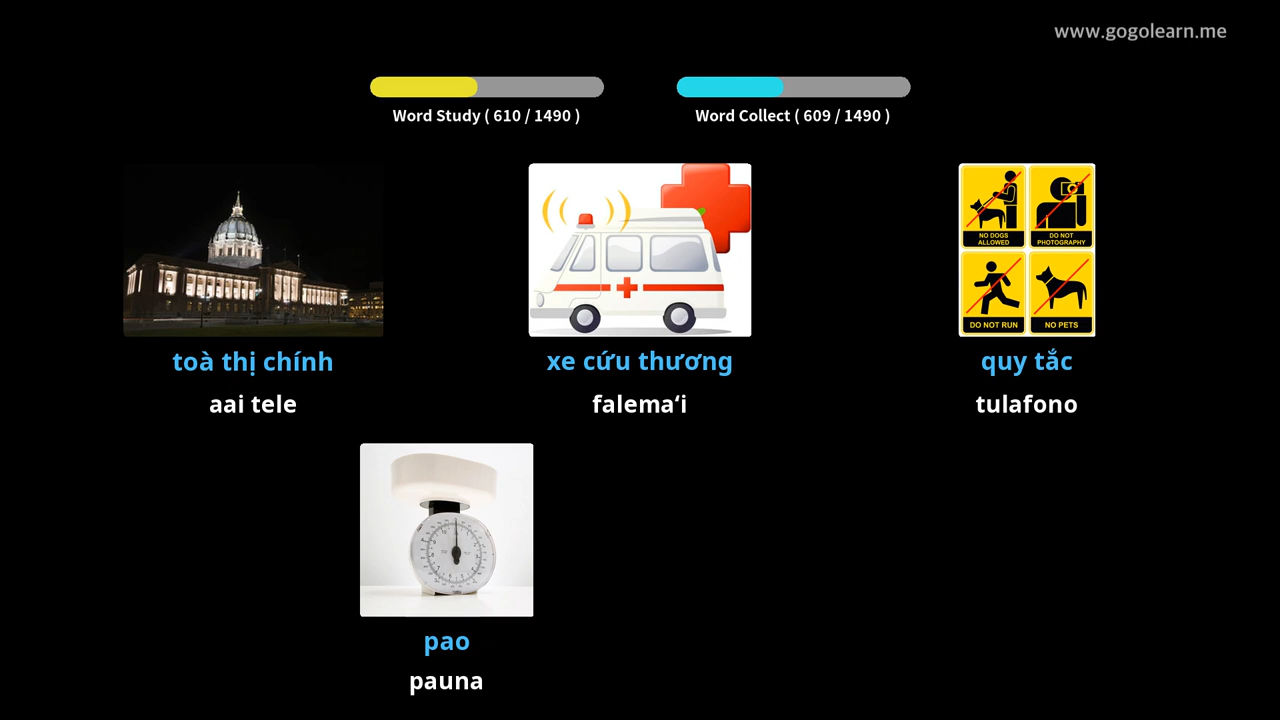 www.gogolearn.me
Word Study ( 610 / 1490 )
Word Collect ( 609 / 1490 )
NO DOGS
ALLOWED
DO NOT
PHOTOGRAPHY
DO NOT RUN
NO PETS
toà thị chính
xe cứu thương
quy tắc
aai tele
falemaʻi
tulafono
pao
pauna